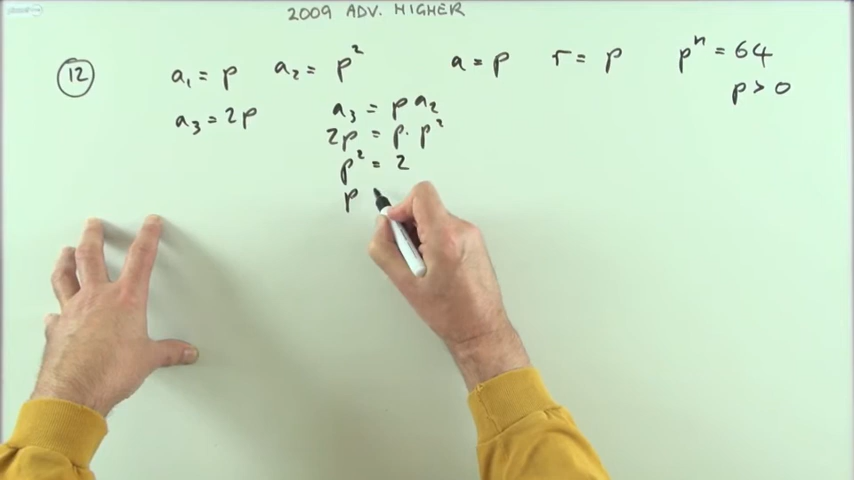 2009 ADV. HIGHER
12 a₁ = p a₂ = p² a = p r = p pⁿ = 64
p > 0
a₃ = 2p a₃ = p a₂
2p = p · p²
p² = 2
p